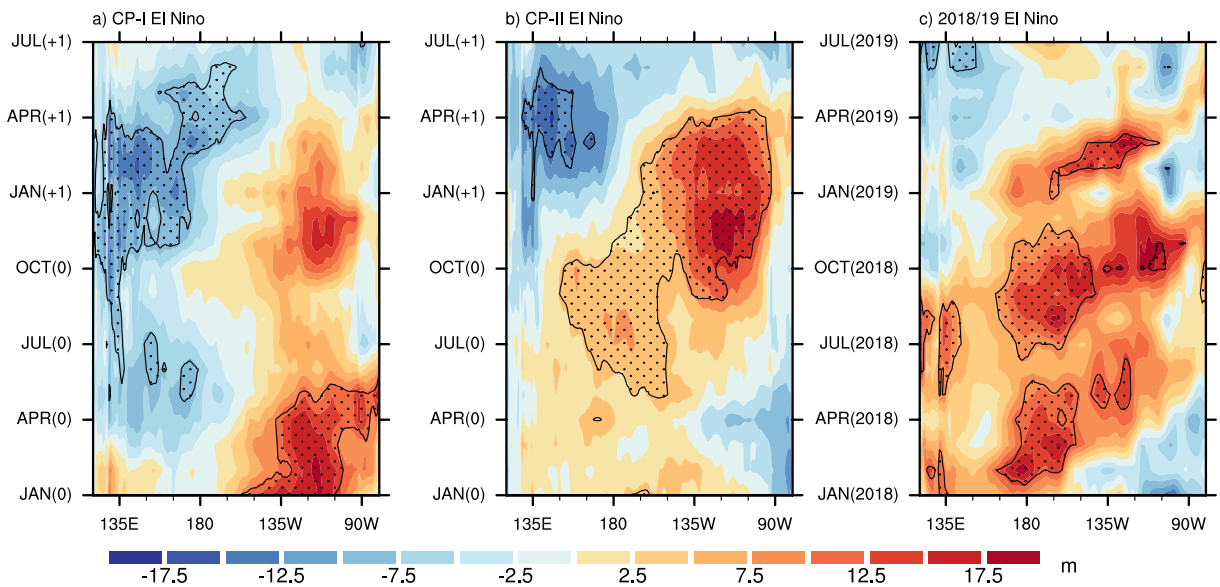 a) CP-I El Nino
JUL(+1)
APR(+1)
JAN(+1)
OCT(0)
JUL(0)
APR(0)
JAN(0)
135E 180 135W 90W
b) CP-II El Nino
JUL(+1)
APR(+1)
JAN(+1)
OCT(0)
JUL(0)
APR(0)
JAN(0)
135E 180 135W 90W
c) 2018/19 El Nino
JUL(2019)
APR(2019)
JAN(2019)
OCT(2018)
JUL(2018)
APR(2018)
JAN(2018)
135E 180 135W 90W
-17.5 -12.5 -7.5 -2.5 2.5 7.5 12.5 17.5 m